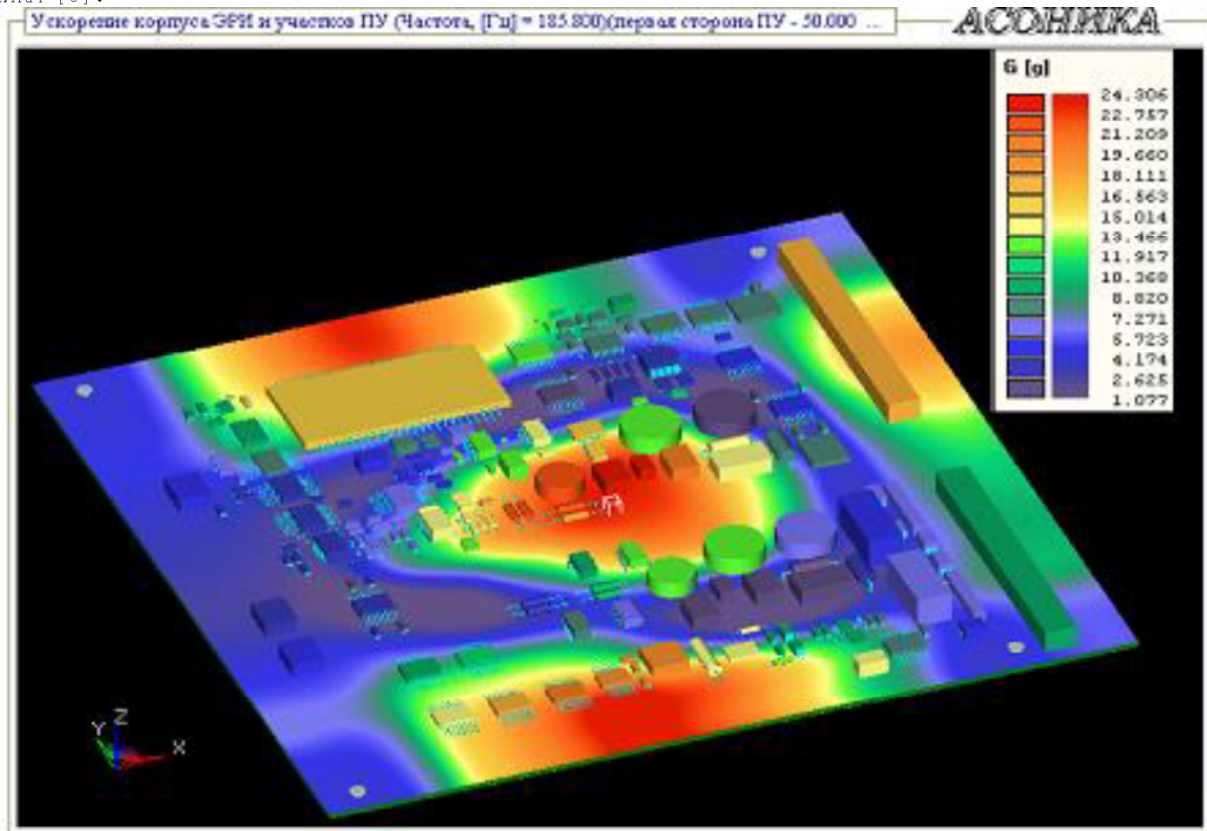 Ускорение корпуса ЭРИ и участков ПУ (Частота, [Гц] = 185.800)(первая сторона ПУ - 50.000 ...
АСОНИКА
G [g]
24.306
22.757
21.209
19.660
18.111
16.563
15.014
13.466
11.917
10.368
8.820
7.271
5.723
4.174
2.625
1.077
Z
Y
X